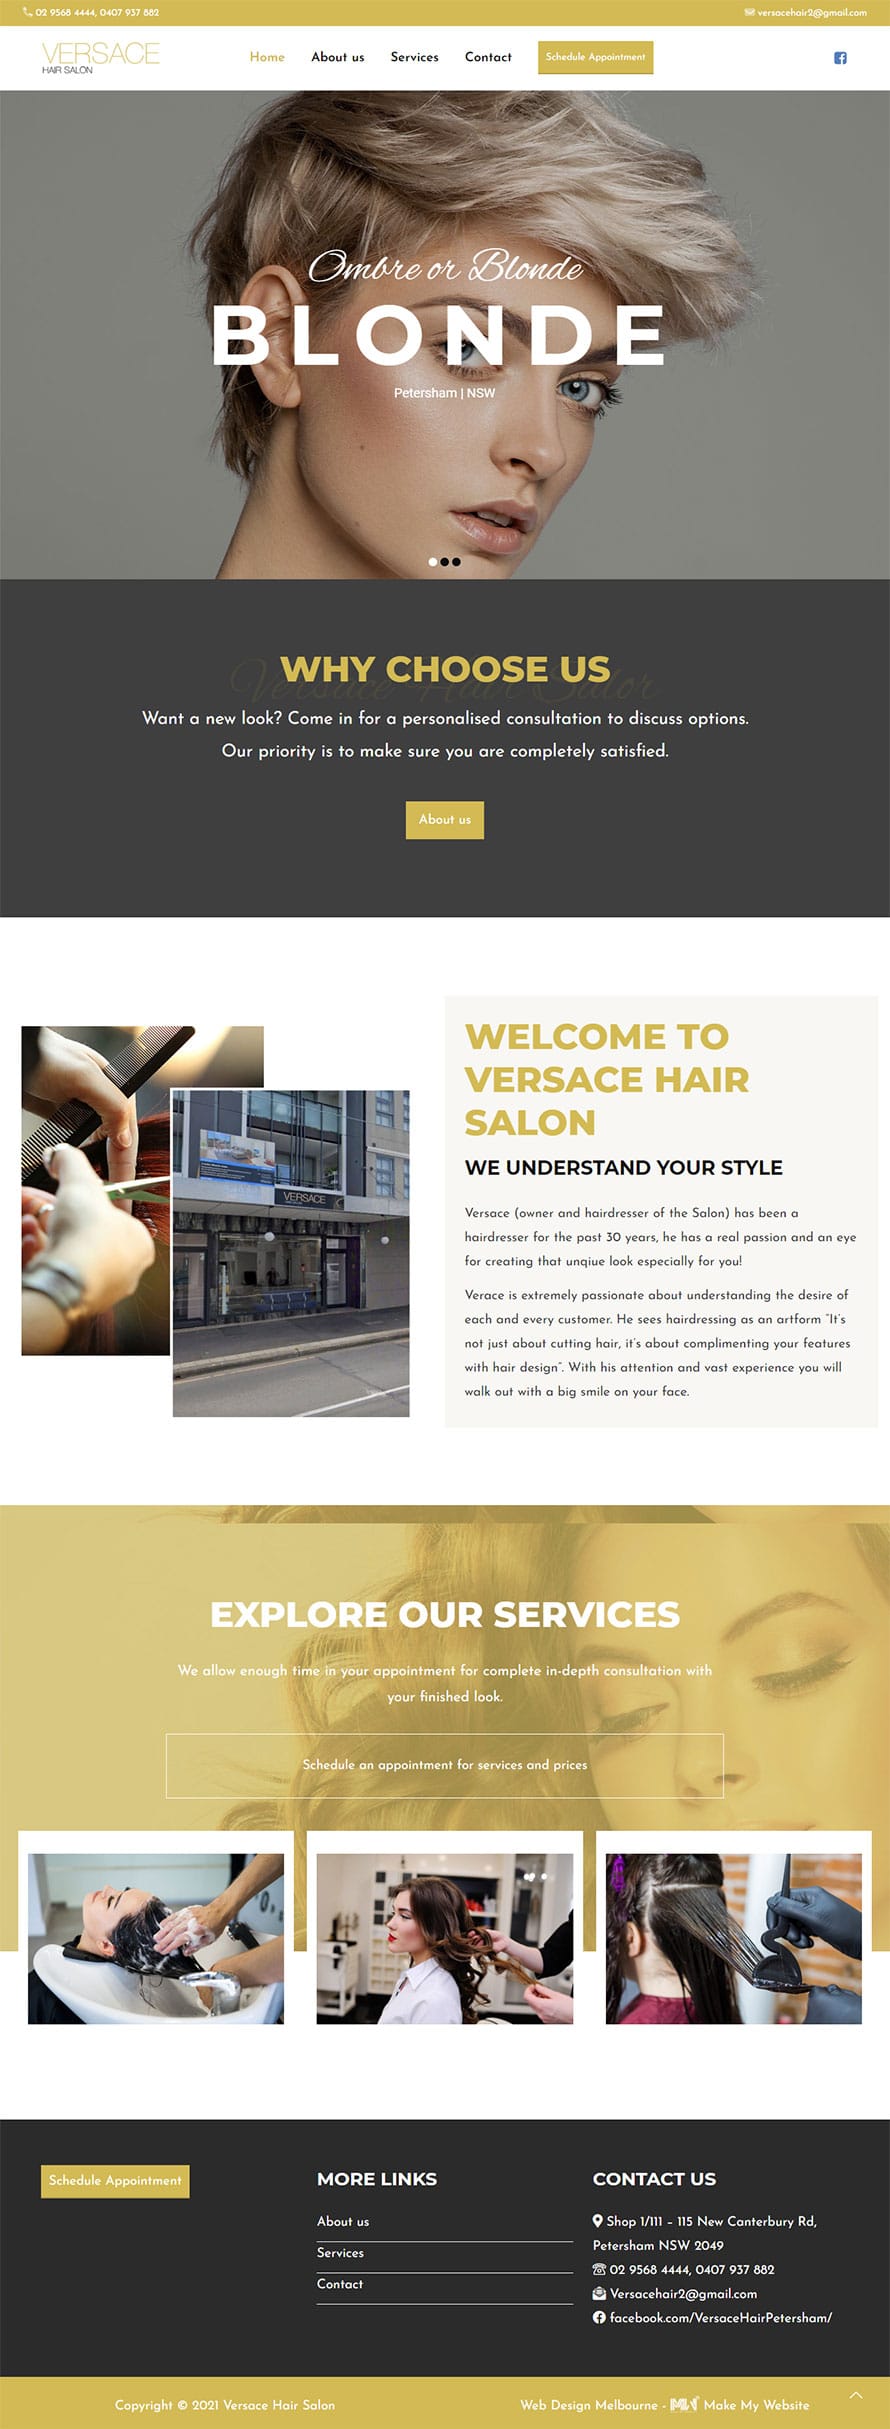 02 9568 4444, 0407 937 882
versacehair2@gmail.com
VERSACE
HAIR SALON
Home
About us
Services
Contact
Schedule Appointment
Ombre or Blonde
BLONDE
Petersham | NSW
Versace Hair Salor
WHY CHOOSE US
Want a new look? Come in for a personalised consultation to discuss options.
Our priority is to make sure you are completely satisfied.
About us
VERSACE
WELCOME TO
VERSACE HAIR
SALON
WE UNDERSTAND YOUR STYLE
Versace (owner and hairdresser of the Salon) has been a
hairdresser for the past 30 years, he has a real passion and an eye
for creating that unqiue look especially for you!
Verace is extremely passionate about understanding the desire of
each and every customer. He sees hairdressing as an artform “It’s
not just about cutting hair, it’s about complimenting your features
with hair design”. With his attention and vast experience you will
walk out with a big smile on your face.
EXPLORE OUR SERVICES
We allow enough time in your appointment for complete in-depth consultation with
your finished look.
Schedule an appointment for services and prices
Schedule Appointment
MORE LINKS
About us
Services
Contact
CONTACT US
Shop 1/111 – 115 New Canterbury Rd,
Petersham NSW 2049
02 9568 4444, 0407 937 882
Versacehair2@gmail.com
facebook.com/VersaceHairPetersham/
Copyright © 2021 Versace Hair Salon
Web Design Melbourne - MW Make My Website